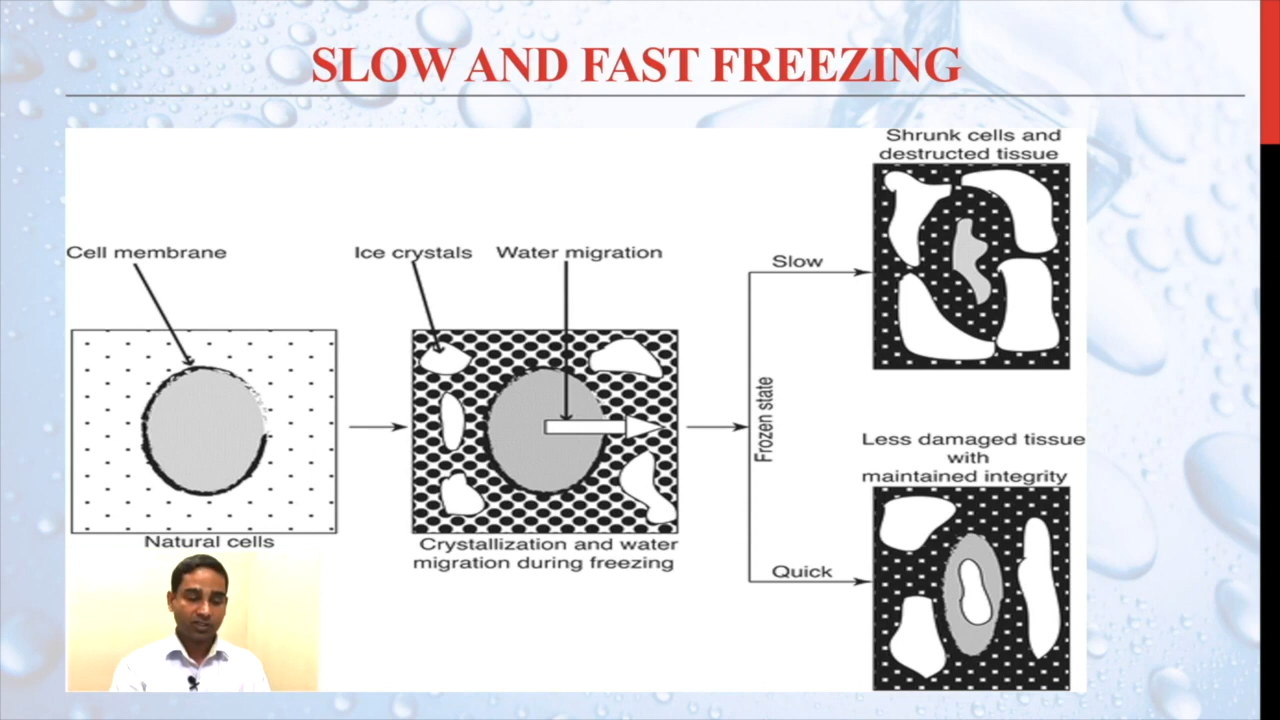 SLOW AND FAST FREEZING
Shrunk cells and
destructed tissue
Cell membrane
Ice crystals
Water migration
Slow
Frozen state
Less damaged tissue
with
maintained integrity
Natural cells
Crystallization and water
migration during freezing
Quick